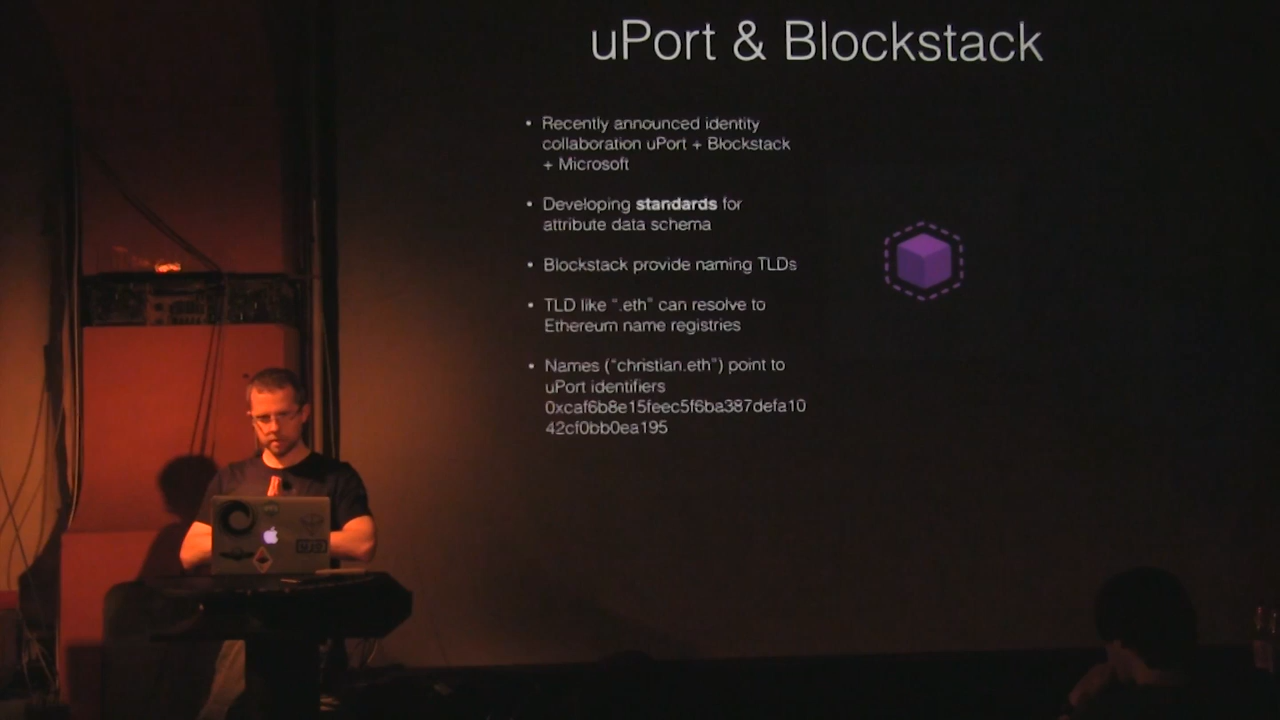 uPort & Blockstack
• Recently announced identity
collaboration uPort + Blockstack
+ Microsoft
• Developing standards for
attribute data schema
• Blockstack provide naming TLDs
• TLD like ".eth" can resolve to
Ethereum name registries
• Names ("christian.eth") point to
uPort identifiers
0xcaf6b8e15feec5f6ba387defa10
42cf0bb0ea195